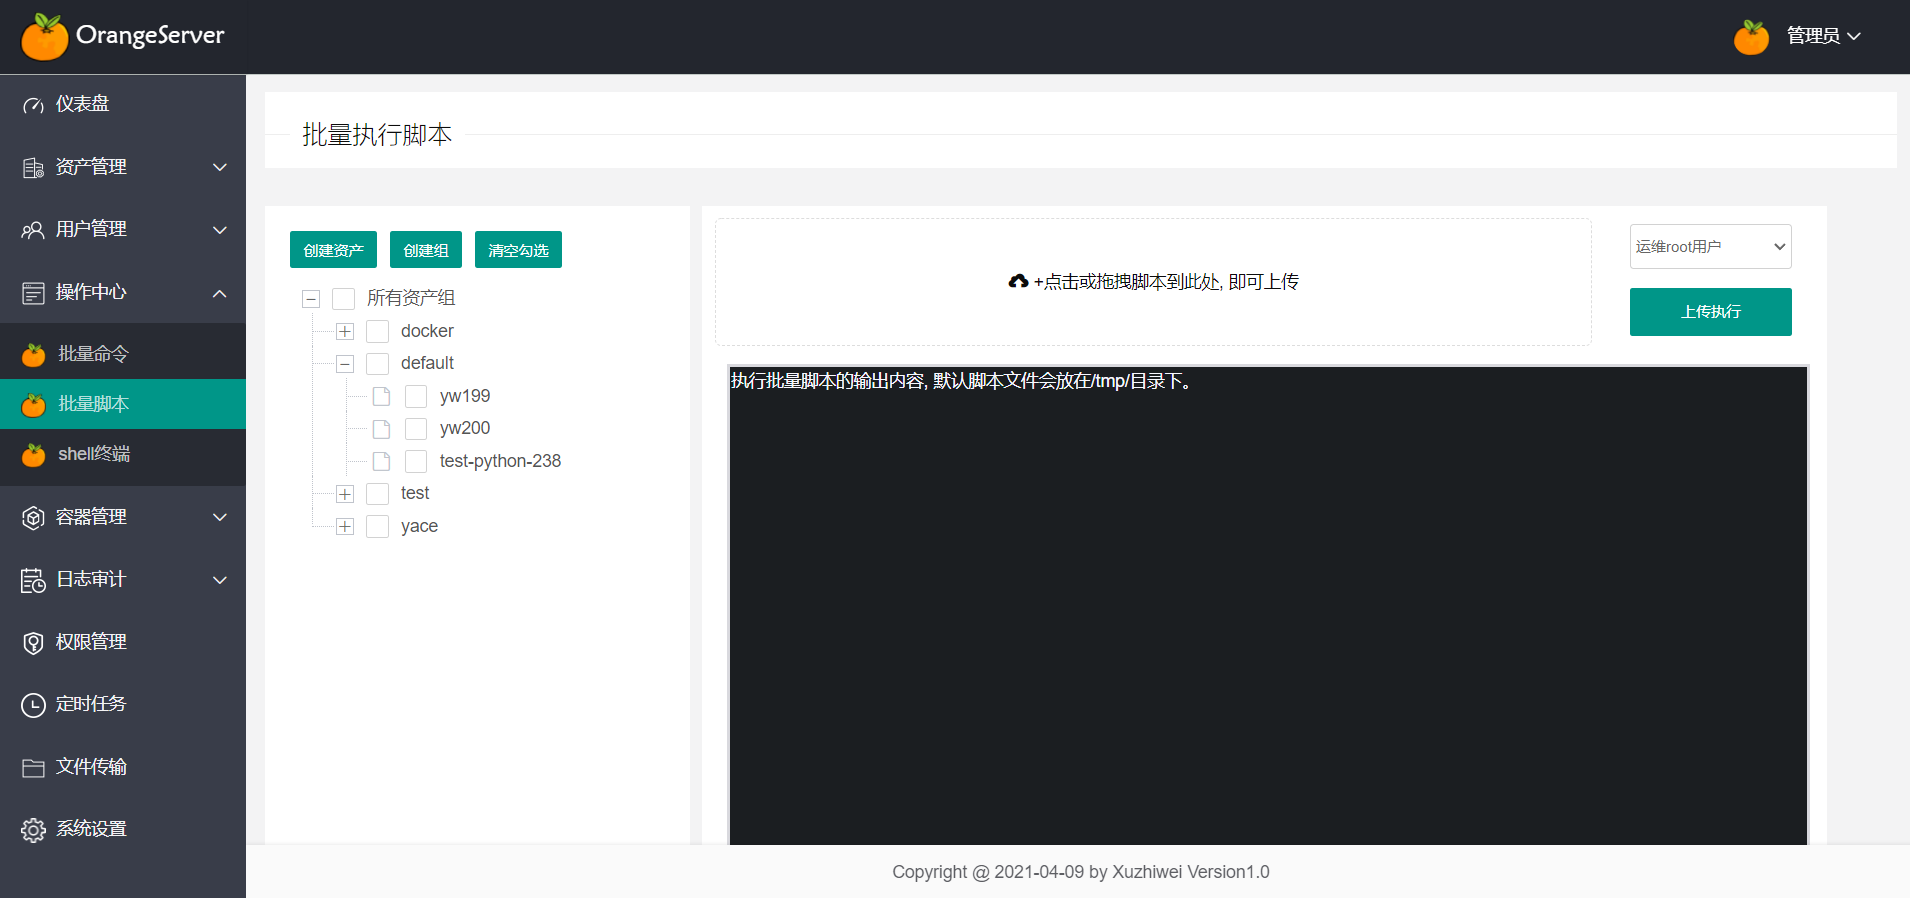 OrangeServer
管理员
仪表盘
资产管理
用户管理
操作中心
批量命令
批量脚本
shell终端
容器管理
日志审计
权限管理
定时任务
文件传输
系统设置
批量执行脚本
创建资产
创建组
清空勾选
所有资产组
docker
default
yw199
yw200
test-python-238
test
yace
+点击或拖拽脚本到此处, 即可上传
运维root用户
上传执行
执行批量脚本的输出内容, 默认脚本文件会放在/tmp/目录下。
Copyright @ 2021-04-09 by Xuzhiwei Version1.0